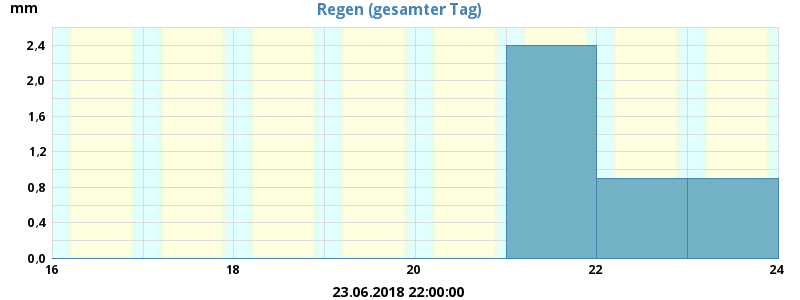 mm
Regen (gesamter Tag)
2,4
2,0
1,6
1,2
0,8
0,4
0,0
16 18 20 22 24
23.06.2018 22:00:00